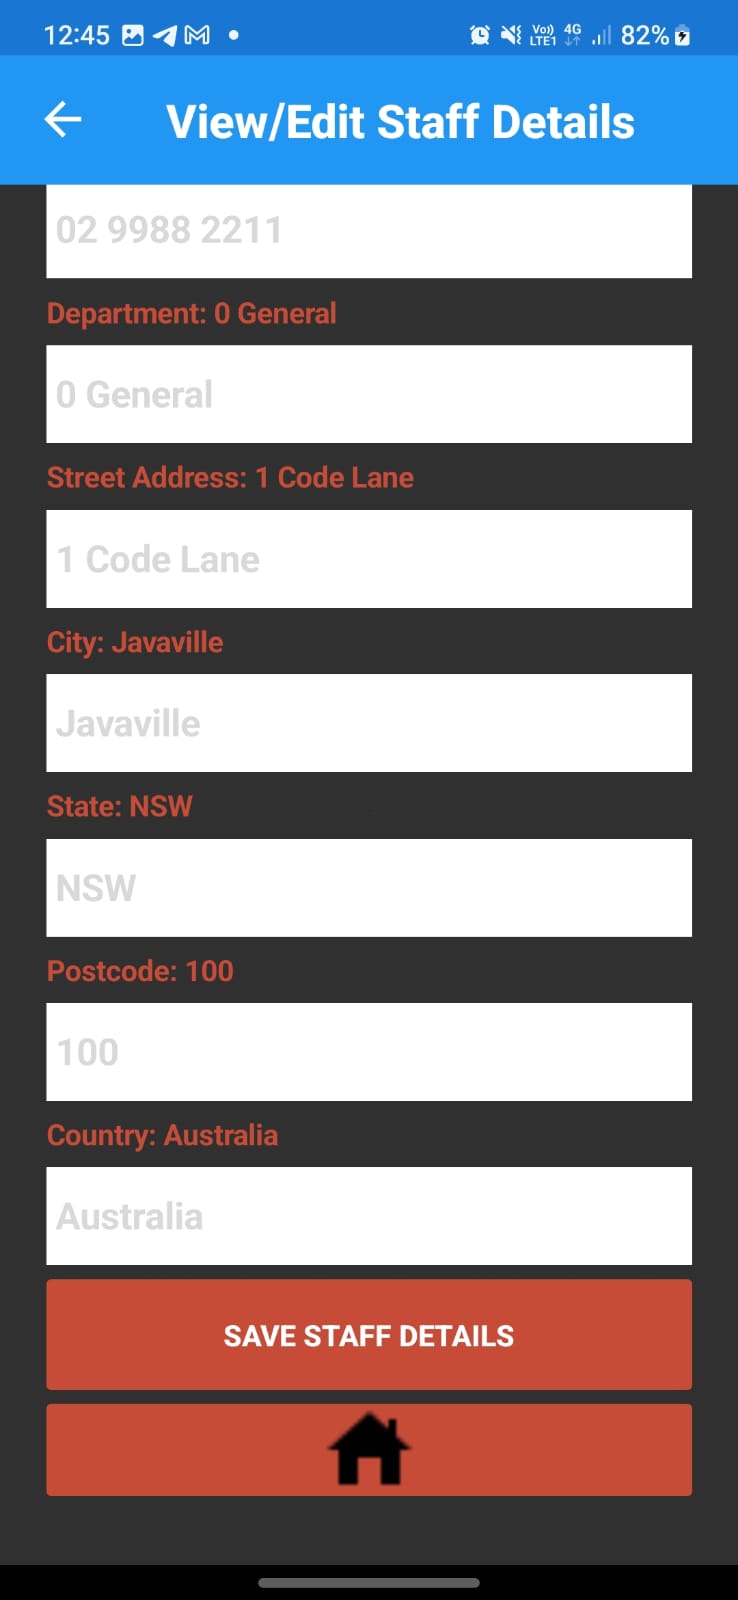 12:45
Vo)) 4G
LTE1
82%
View/Edit Staff Details
02 9988 2211
Department: 0 General
0 General
Street Address: 1 Code Lane
1 Code Lane
City: Javaville
Javaville
State: NSW
NSW
Postcode: 100
100
Country: Australia
Australia
SAVE STAFF DETAILS